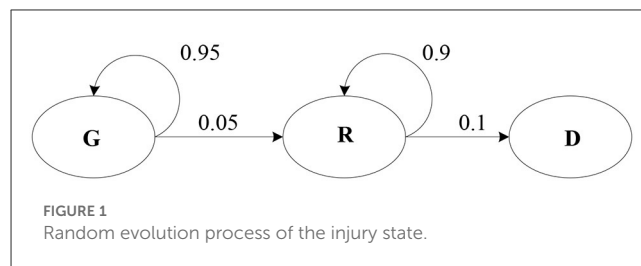 0.95
0.9
G
0.05
R
0.1
D
FIGURE 1
Random evolution process of the injury state.